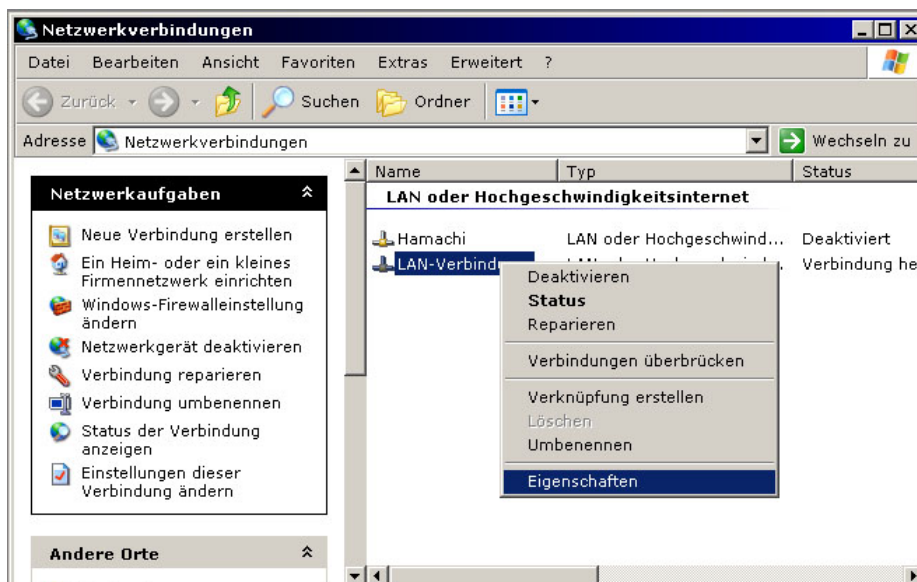 Netzwerkverbindungen
Datei Bearbeiten Ansicht Favoriten Extras Erweitert ?
Zurück Suchen Ordner
Adresse Netzwerkverbindungen Wechseln zu
Netzwerkaufgaben
Neue Verbindung erstellen
Ein Heim- oder ein kleines
Firmennetzwerk einrichten
Windows-Firewalleinstellung
ändern
Netzwerkgerät deaktivieren
Verbindung reparieren
Verbindung umbenennen
Status der Verbindung
anzeigen
Einstellungen dieser
Verbindung ändern
Andere Orte
Name Typ Status
LAN oder Hochgeschwindigkeitsinternet
Hamachi LAN oder Hochgeschwind... Deaktiviert
LAN-Verbind Verbindung he
Deaktivieren
Status
Reparieren
Verbindungen überbrücken
Verknüpfung erstellen
Löschen
Umbenennen
Eigenschaften